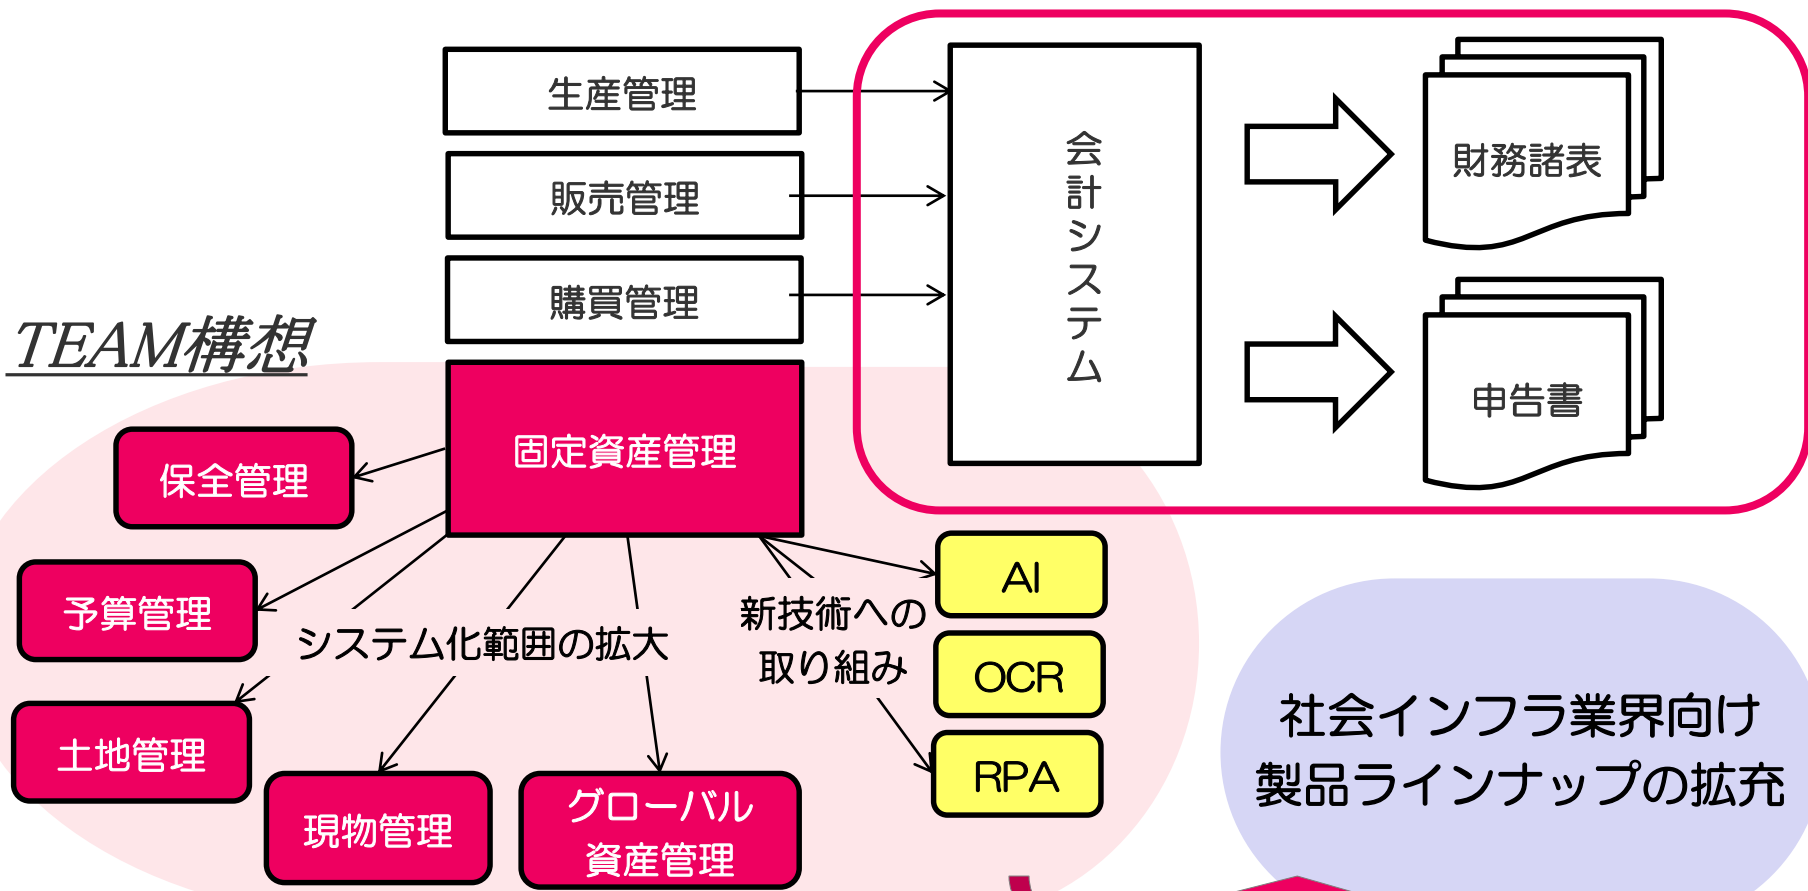 生産管理
販売管理
購買管理
会計システム
財務諸表
申告書
TEAM構想
固定資産管理
保全管理
予算管理
土地管理
現物管理
グローバル
資産管理
システム化範囲の拡大
新技術への
取り組み
AI
OCR
RPA
社会インフラ業界向け
製品ラインナップの拡充